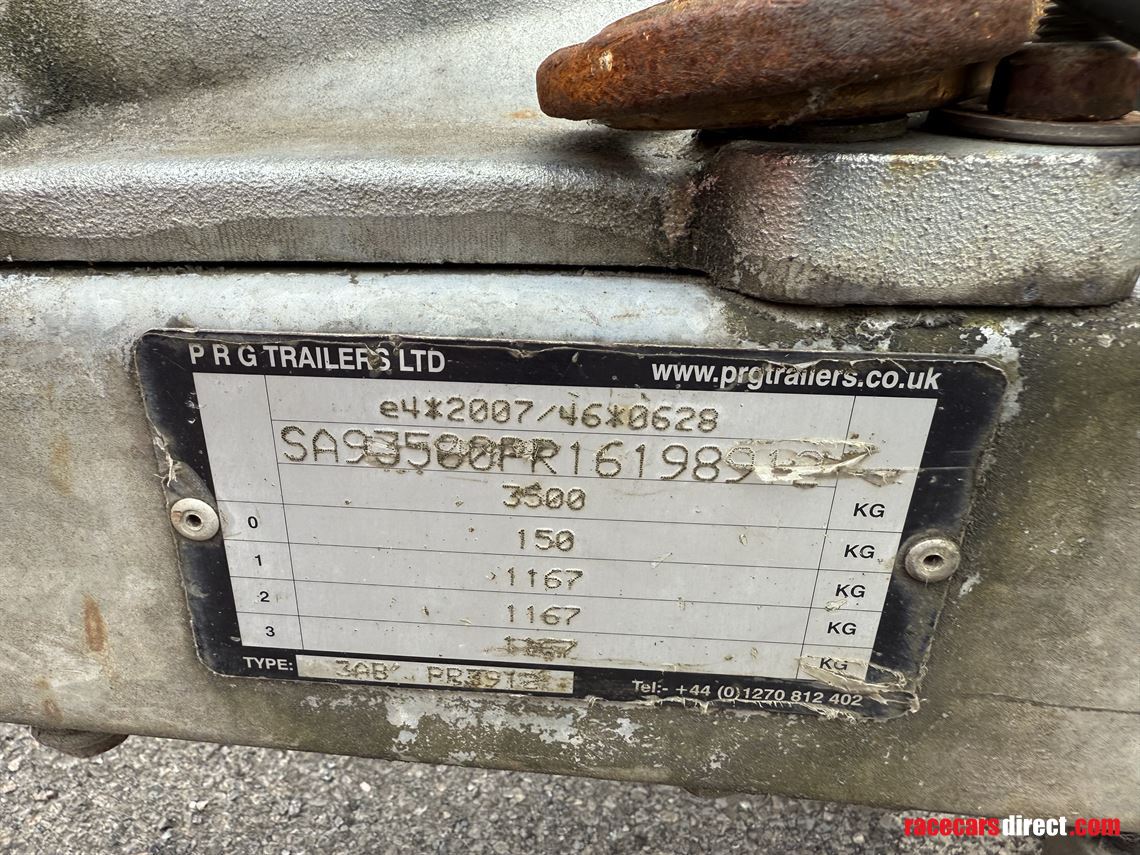 P R G TRAILERS LTD www.prgtrailers.co.uk
e4*2007/46*0628
3500 KG
0 150 KG
1 1167 KG
2 1167 KG
3 1167 KG
TYPE: Tel:- +44 (0)1270 812 402
racecarsdirect.com